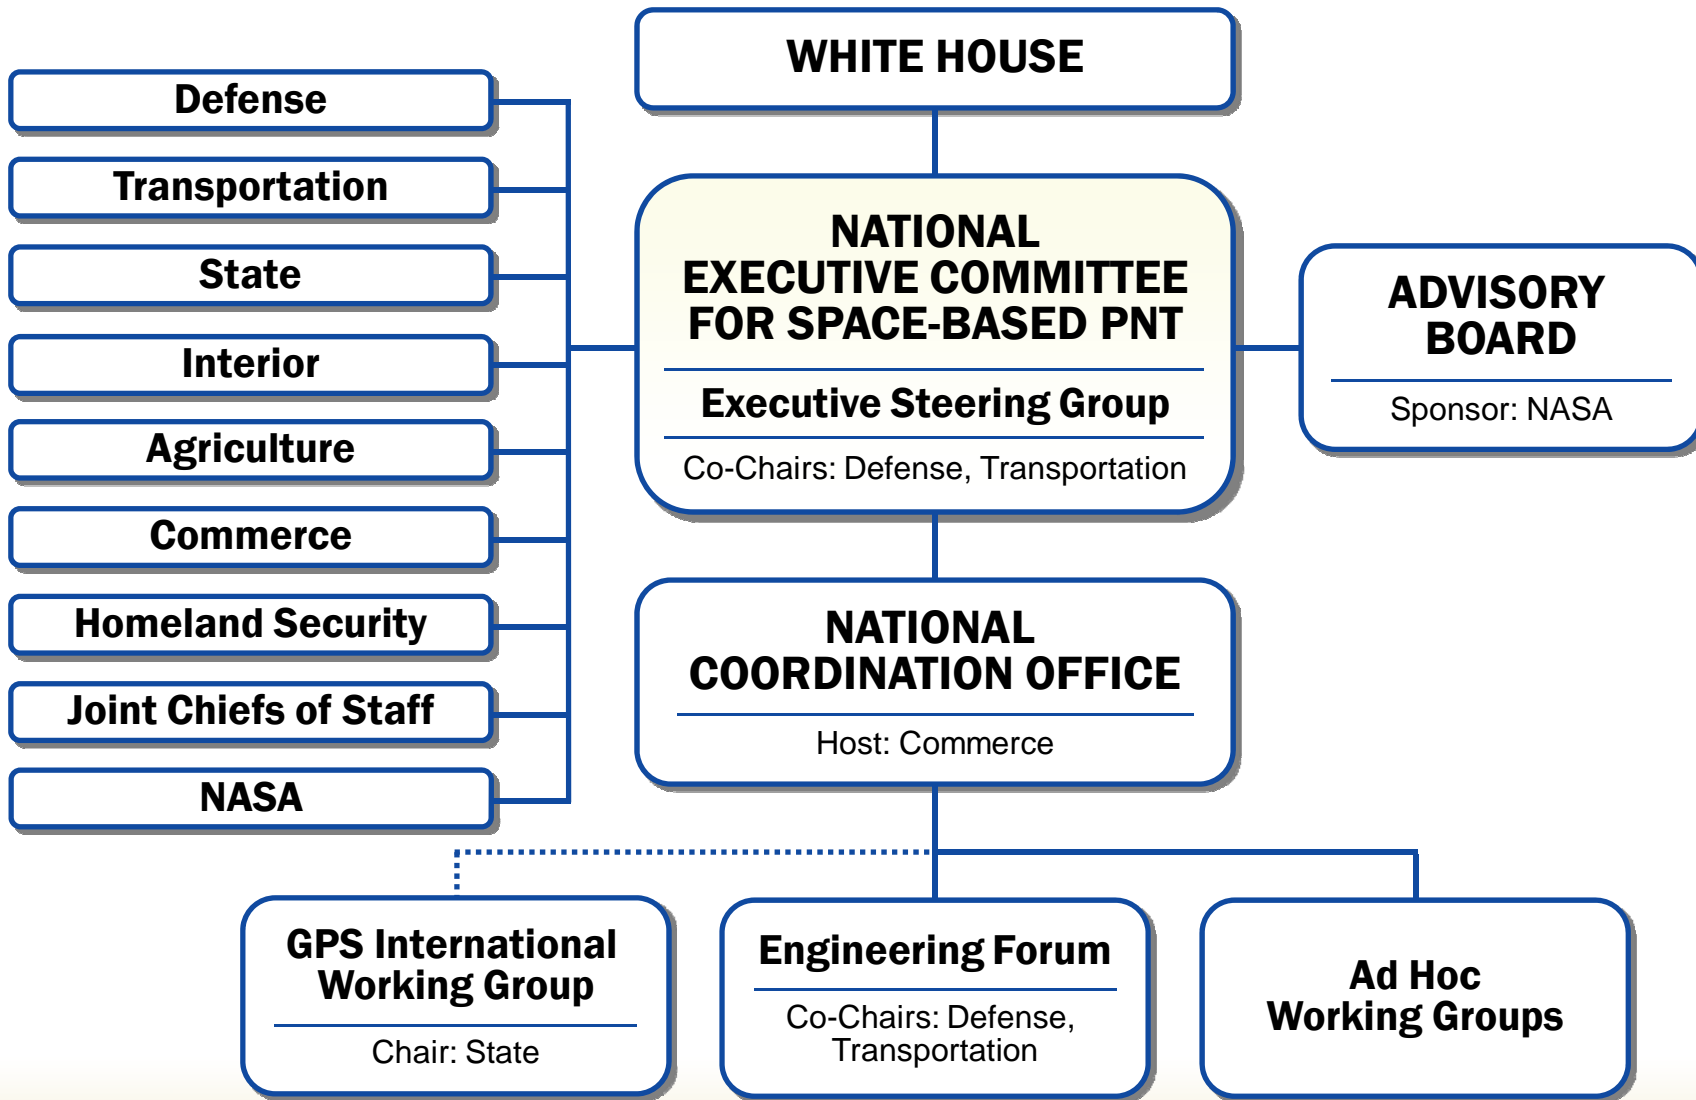 WHITE HOUSE
Defense
Transportation
State
Interior
Agriculture
Commerce
Homeland Security
Joint Chiefs of Staff
NASA
NATIONAL
EXECUTIVE COMMITTEE
FOR SPACE-BASED PNT
Executive Steering Group
Co-Chairs: Defense, Transportation
ADVISORY
BOARD
Sponsor: NASA
NATIONAL
COORDINATION OFFICE
Host: Commerce
GPS International
Working Group
Chair: State
Engineering Forum
Co-Chairs: Defense,
Transportation
Ad Hoc
Working Groups